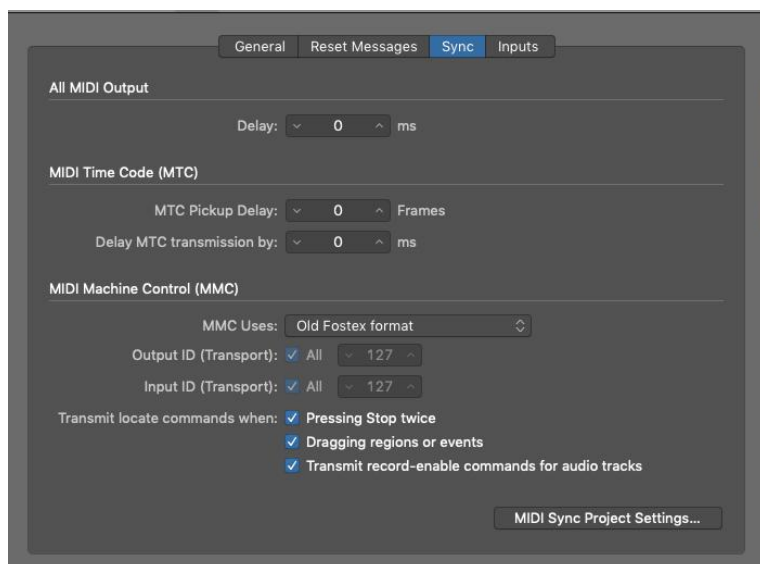 General Reset Messages Sync Inputs
All MIDI Output
Delay: 0 ms
MIDI Time Code (MTC)
MTC Pickup Delay: 0 Frames
Delay MTC transmission by: 0 ms
MIDI Machine Control (MMC)
MMC Uses: Old Fostex format
Output ID (Transport): All 127
Input ID (Transport): All 127
Transmit locate commands when: Pressing Stop twice
Dragging regions or events
Transmit record-enable commands for audio tracks
MIDI Sync Project Settings...